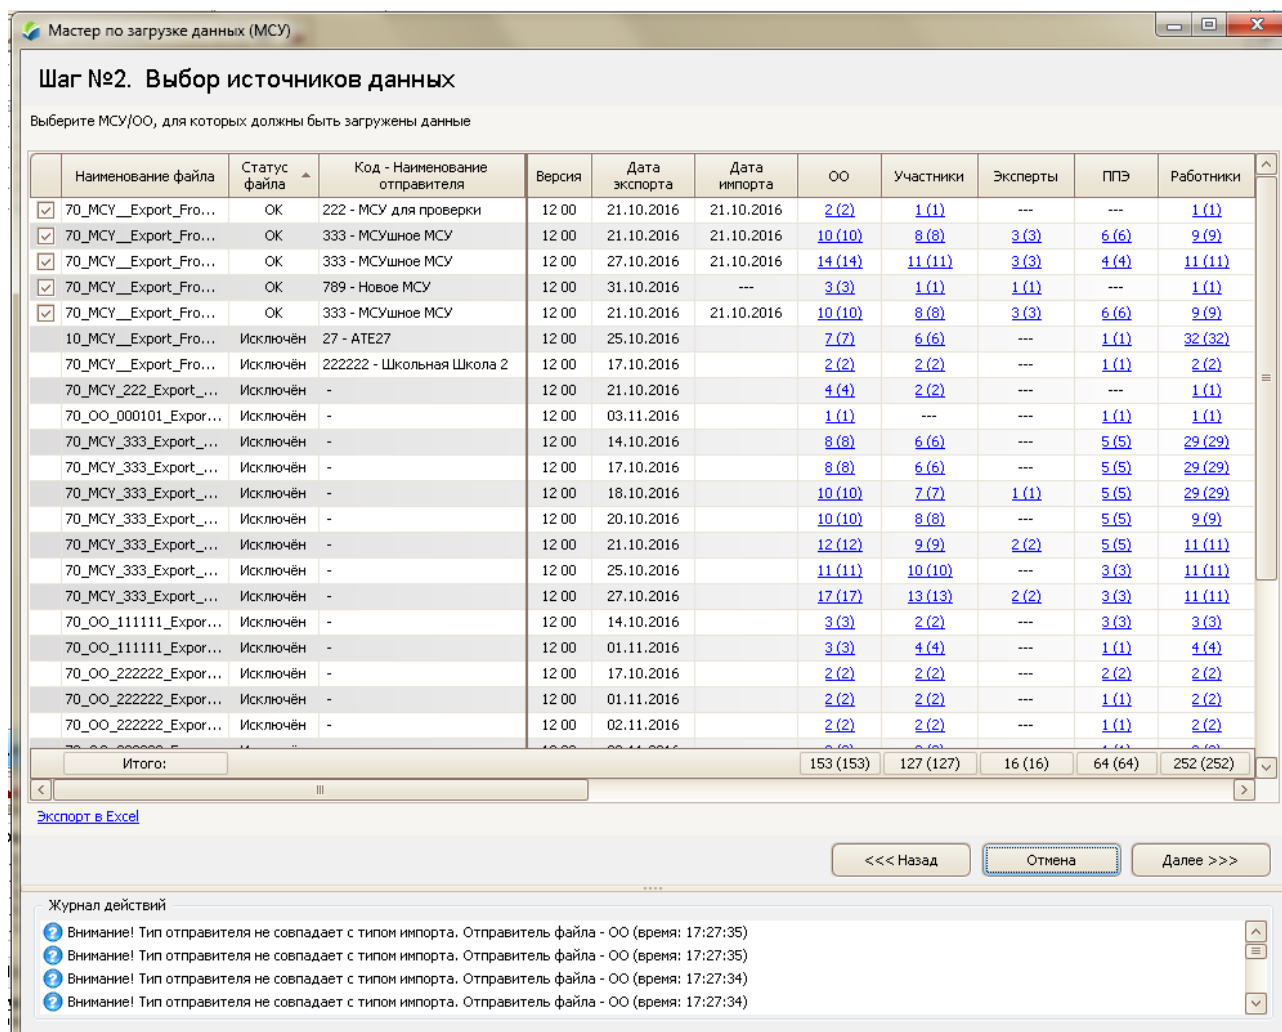 Мастер по загрузке данных (МСУ)
Шаг №2. Выбор источников данных
Выберите МСУ/ОО, для которых должны быть загружены данные
Наименование файла Статус файла Код - Наименование отправителя Версия Дата экспорта Дата импорта ОО Участники Эксперты ППЭ Работники
70_МСУ__Export_Fro... ОК 222 - МСУ для проверки 12 00 21.10.2016 21.10.2016 2 (2) 1 (1) --- --- 1 (1)
70_МСУ__Export_Fro... ОК 333 - МСУшное МСУ 12 00 21.10.2016 21.10.2016 10 (10) 8 (8) 3 (3) 6 (6) 9 (9)
70_МСУ__Export_Fro... ОК 333 - МСУшное МСУ 12 00 27.10.2016 21.10.2016 14 (14) 11 (11) 3 (3) 4 (4) 11 (11)
70_МСУ__Export_Fro... ОК 789 - Новое МСУ 12 00 31.10.2016 --- 3 (3) 1 (1) 1 (1) --- 1 (1)
70_МСУ__Export_Fro... ОК 333 - МСУшное МСУ 12 00 21.10.2016 21.10.2016 10 (10) 8 (8) 3 (3) 6 (6) 9 (9)
10_МСУ__Export_Fro... Исключён 27 - АТЕ27 12 00 25.10.2016 7 (7) 6 (6) --- 1 (1) 32 (32)
70_МСУ__Export_Fro... Исключён 222222 - Школьная Школа 2 12 00 17.10.2016 2 (2) 2 (2) --- 1 (1) 2 (2)
70_МСУ_222_Export_... Исключён - 12 00 21.10.2016 4 (4) 2 (2) --- --- 1 (1)
70_ОО_000101_Expor... Исключён - 12 00 03.11.2016 1 (1) --- --- 1 (1) 1 (1)
70_МСУ_333_Export_... Исключён - 12 00 14.10.2016 8 (8) 6 (6) --- 5 (5) 29 (29)
70_МСУ_333_Export_... Исключён - 12 00 17.10.2016 8 (8) 6 (6) --- 5 (5) 29 (29)
70_МСУ_333_Export_... Исключён - 12 00 18.10.2016 10 (10) 7 (7) 1 (1) 5 (5) 29 (29)
70_МСУ_333_Export_... Исключён - 12 00 20.10.2016 10 (10) 8 (8) --- 5 (5) 9 (9)
70_МСУ_333_Export_... Исключён - 12 00 21.10.2016 12 (12) 9 (9) 2 (2) 5 (5) 11 (11)
70_МСУ_333_Export_... Исключён - 12 00 25.10.2016 11 (11) 10 (10) --- 3 (3) 11 (11)
70_МСУ_333_Export_... Исключён - 12 00 27.10.2016 17 (17) 13 (13) 2 (2) 3 (3) 11 (11)
70_ОО_111111_Expor... Исключён - 12 00 14.10.2016 3 (3) 2 (2) --- 3 (3) 3 (3)
70_ОО_111111_Expor... Исключён - 12 00 01.11.2016 3 (3) 4 (4) --- 1 (1) 4 (4)
70_ОО_222222_Expor... Исключён - 12 00 17.10.2016 2 (2) 2 (2) --- 2 (2) 2 (2)
70_ОО_222222_Expor... Исключён - 12 00 01.11.2016 2 (2) 2 (2) --- 1 (1) 2 (2)
70_ОО_222222_Expor... Исключён - 12 00 02.11.2016 2 (2) 2 (2) --- 1 (1) 2 (2)
Итого: 153 (153) 127 (127) 16 (16) 64 (64) 252 (252)
Экспорт в Excel
<<< Назад Отмена Далее >>>
Журнал действий
Внимание! Тип отправителя не совпадает с типом импорта. Отправитель файла - ОО (время: 17:27:35)
Внимание! Тип отправителя не совпадает с типом импорта. Отправитель файла - ОО (время: 17:27:35)
Внимание! Тип отправителя не совпадает с типом импорта. Отправитель файла - ОО (время: 17:27:34)
Внимание! Тип отправителя не совпадает с типом импорта. Отправитель файла - ОО (время: 17:27:34)